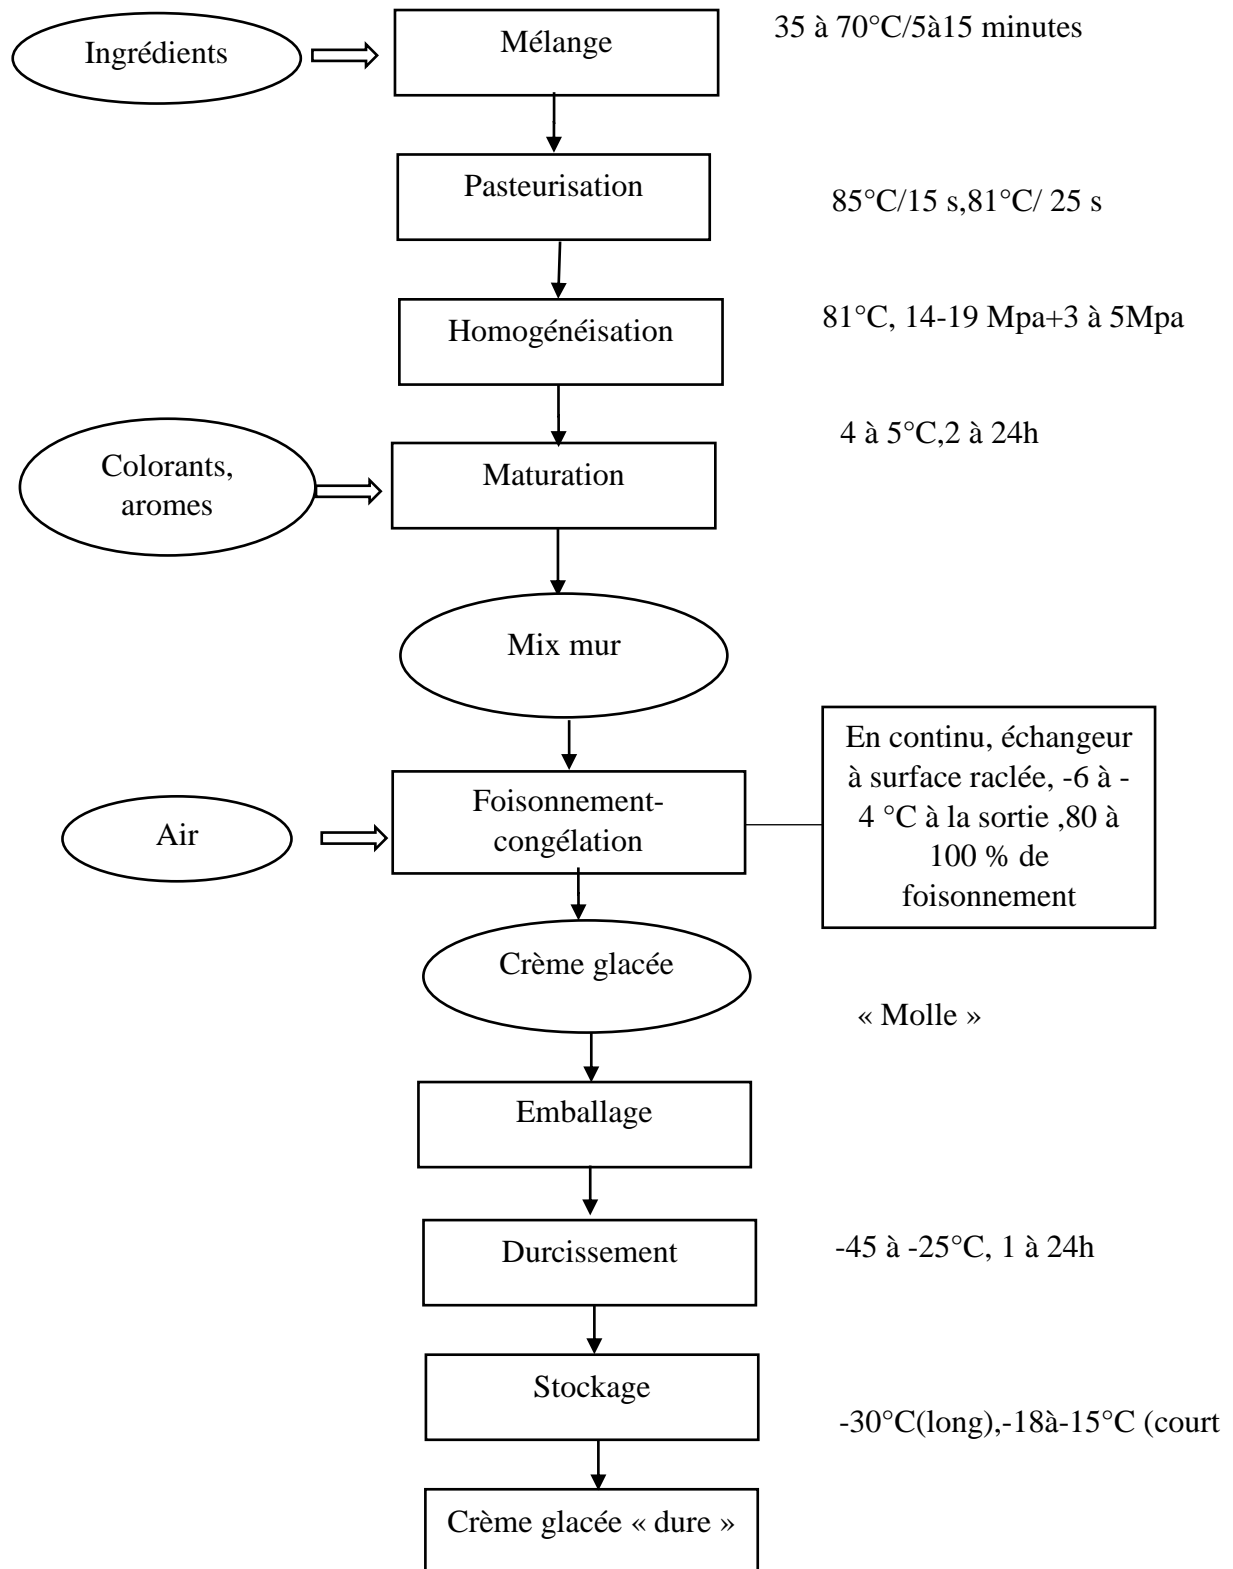 Ingrédients
Mélange
35 à 70°C/5à15 minutes
Pasteurisation
85°C/15 s,81°C/ 25 s
Homogénéisation
81°C, 14-19 Mpa+3 à 5Mpa
4 à 5°C,2 à 24h
Colorants,
aromes
Maturation
Mix mur
Air
Foisonnement-
congélation
En continu, échangeur
à surface raclée, -6 à -
4 °C à la sortie ,80 à
100 % de
foisonnement
Crème glacée
« Molle »
Emballage
Durcissement
-45 à -25°C, 1 à 24h
Stockage
-30°C(long),-18à-15°C (court
Crème glacée « dure »